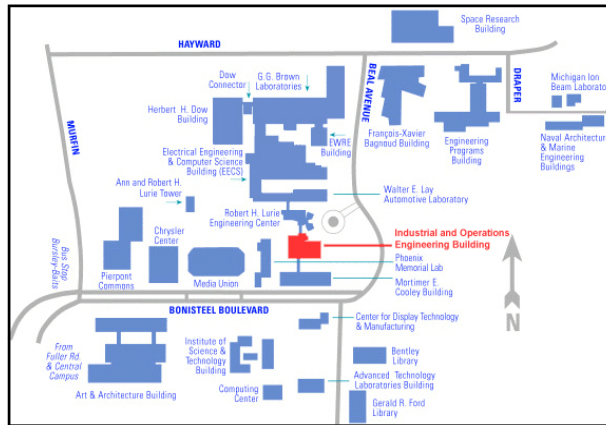 Space Research
Building
HAYWARD
Dow
Connector
G.G. Brown
Laboratories
BEAL AVENUE
DRAPER
Michigan Ion
Beam Laborato
Herbert H. Dow
Building
MURFIN
EWRE
Building
François-Xavier
Bagnoud Building
Engineering
Programs
Building
Naval Architectur
& Marine
Engineering
Buildings
Electrical Engineering
& Computer Science
Building (EECS)
Ann and Robert H.
Lurie Tower
Walter E. Lay
Automotive Laboratory
Robert H. Lurie
Engineering Center
Industrial and Operations
Engineering Building
Chrysler
Center
Phoenix
Memorial Lab
Bus Stop
Bursley-Baits
Pierpont
Commons
Media Union
Mortimer E.
Cooley Building
N
BONISTEEL BOULEVARD
Center for Display Technology
& Manufacturing
From
Fuller Rd.
& Central
Campus
Institute of
Science &
Technology
Building
Bentley
Library
Art & Architecture Building
Computing
Center
Advanced Technology
Laboratories Building
Gerald R. Ford
Library